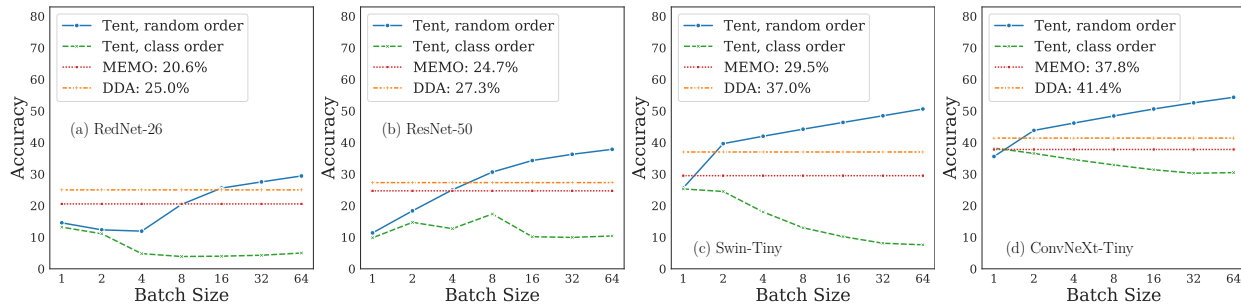 Accuracy
80
70
60
50
40
30
20
10
0
Tent, random order
Tent, class order
MEMO: 20.6%
DDA: 25.0%
(a) RedNet-26
1 2 4 8 16 32 64
Batch Size
Accuracy
80
70
60
50
40
30
20
10
0
Tent, random order
Tent, class order
MEMO: 24.7%
DDA: 27.3%
(b) ResNet-50
1 2 4 8 16 32 64
Batch Size
Accuracy
80
70
60
50
40
30
20
10
0
Tent, random order
Tent, class order
MEMO: 29.5%
DDA: 37.0%
(c) Swin-Tiny
1 2 4 8 16 32 64
Batch Size
Accuracy
80
70
60
50
40
30
20
10
0
Tent, random order
Tent, class order
MEMO: 37.8%
DDA: 41.4%
(d) ConvNeXt-Tiny
1 2 4 8 16 32 64
Batch Size